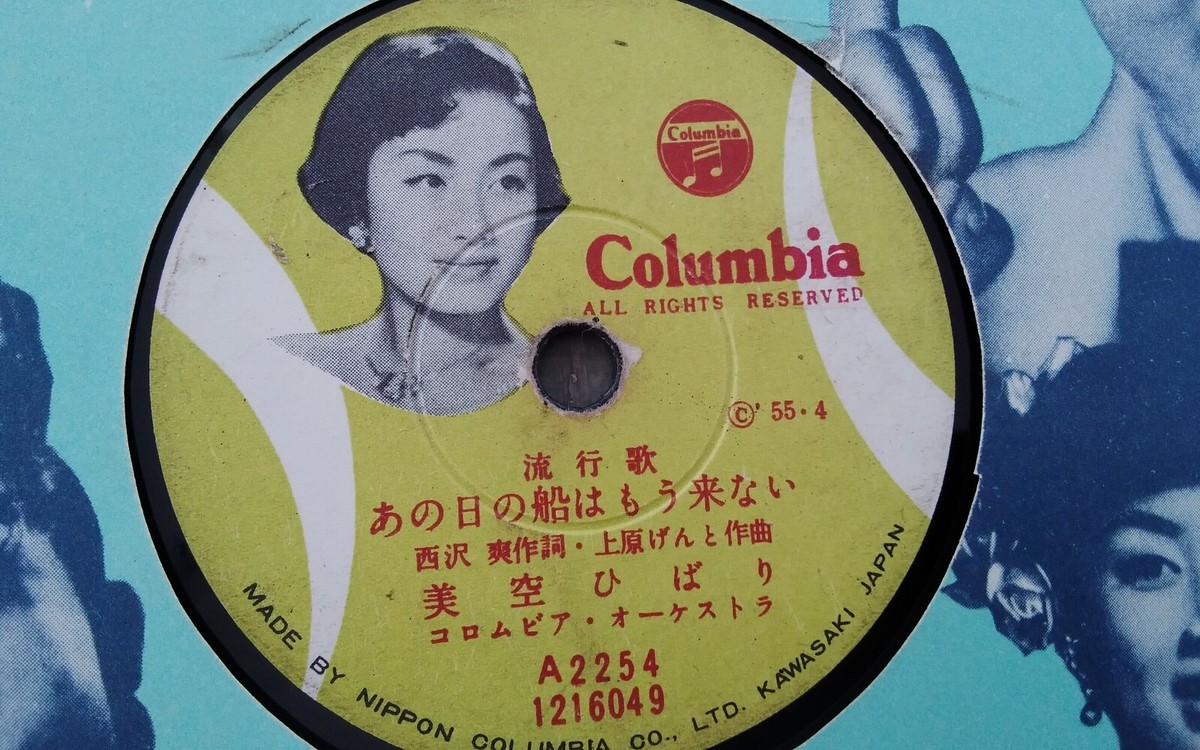 Columbia
Columbia
ALL RIGHTS RESERVED
Ⓒ' 55・4
流行歌
あの日の船はもう来ない
西沢 爽作詞・上原げんと作曲
美空ひばり
コロムビア・オーケストラ
A2254
1216049
MADE BY NIPPON COLUMBIA CO., LTD. KAWASAKI JAPAN